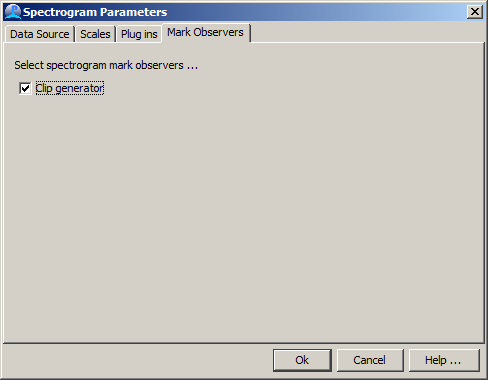 Spectrogram Parameters
Data Source Scales Plug ins Mark Observers
Select spectrogram mark observers ...
Clip generator
Ok Cancel Help ...